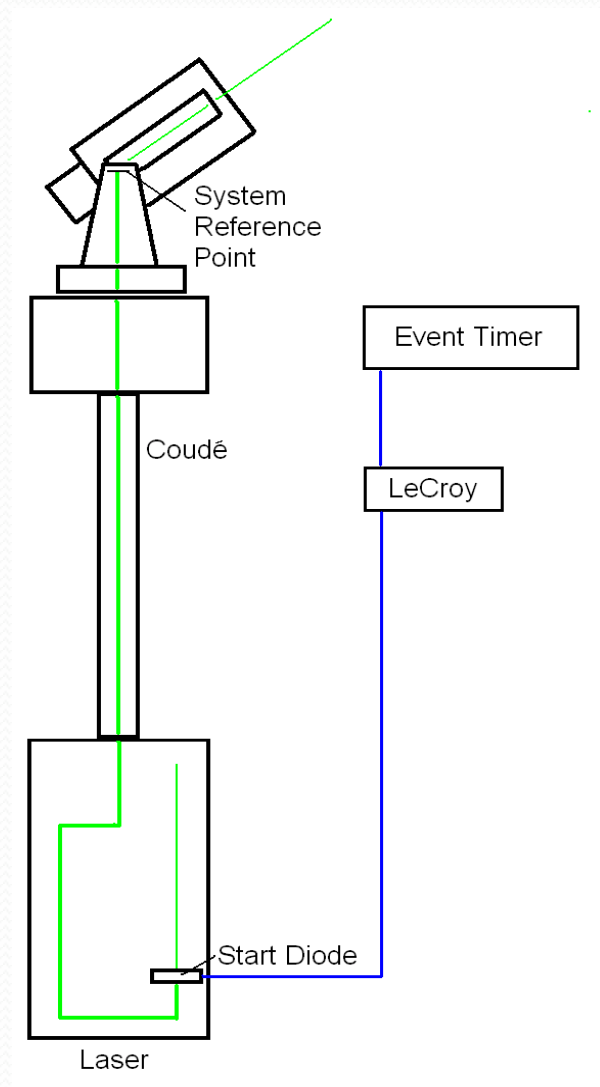 System
Reference
Point
Event Timer
Coudé
LeCroy
Start Diode
Laser